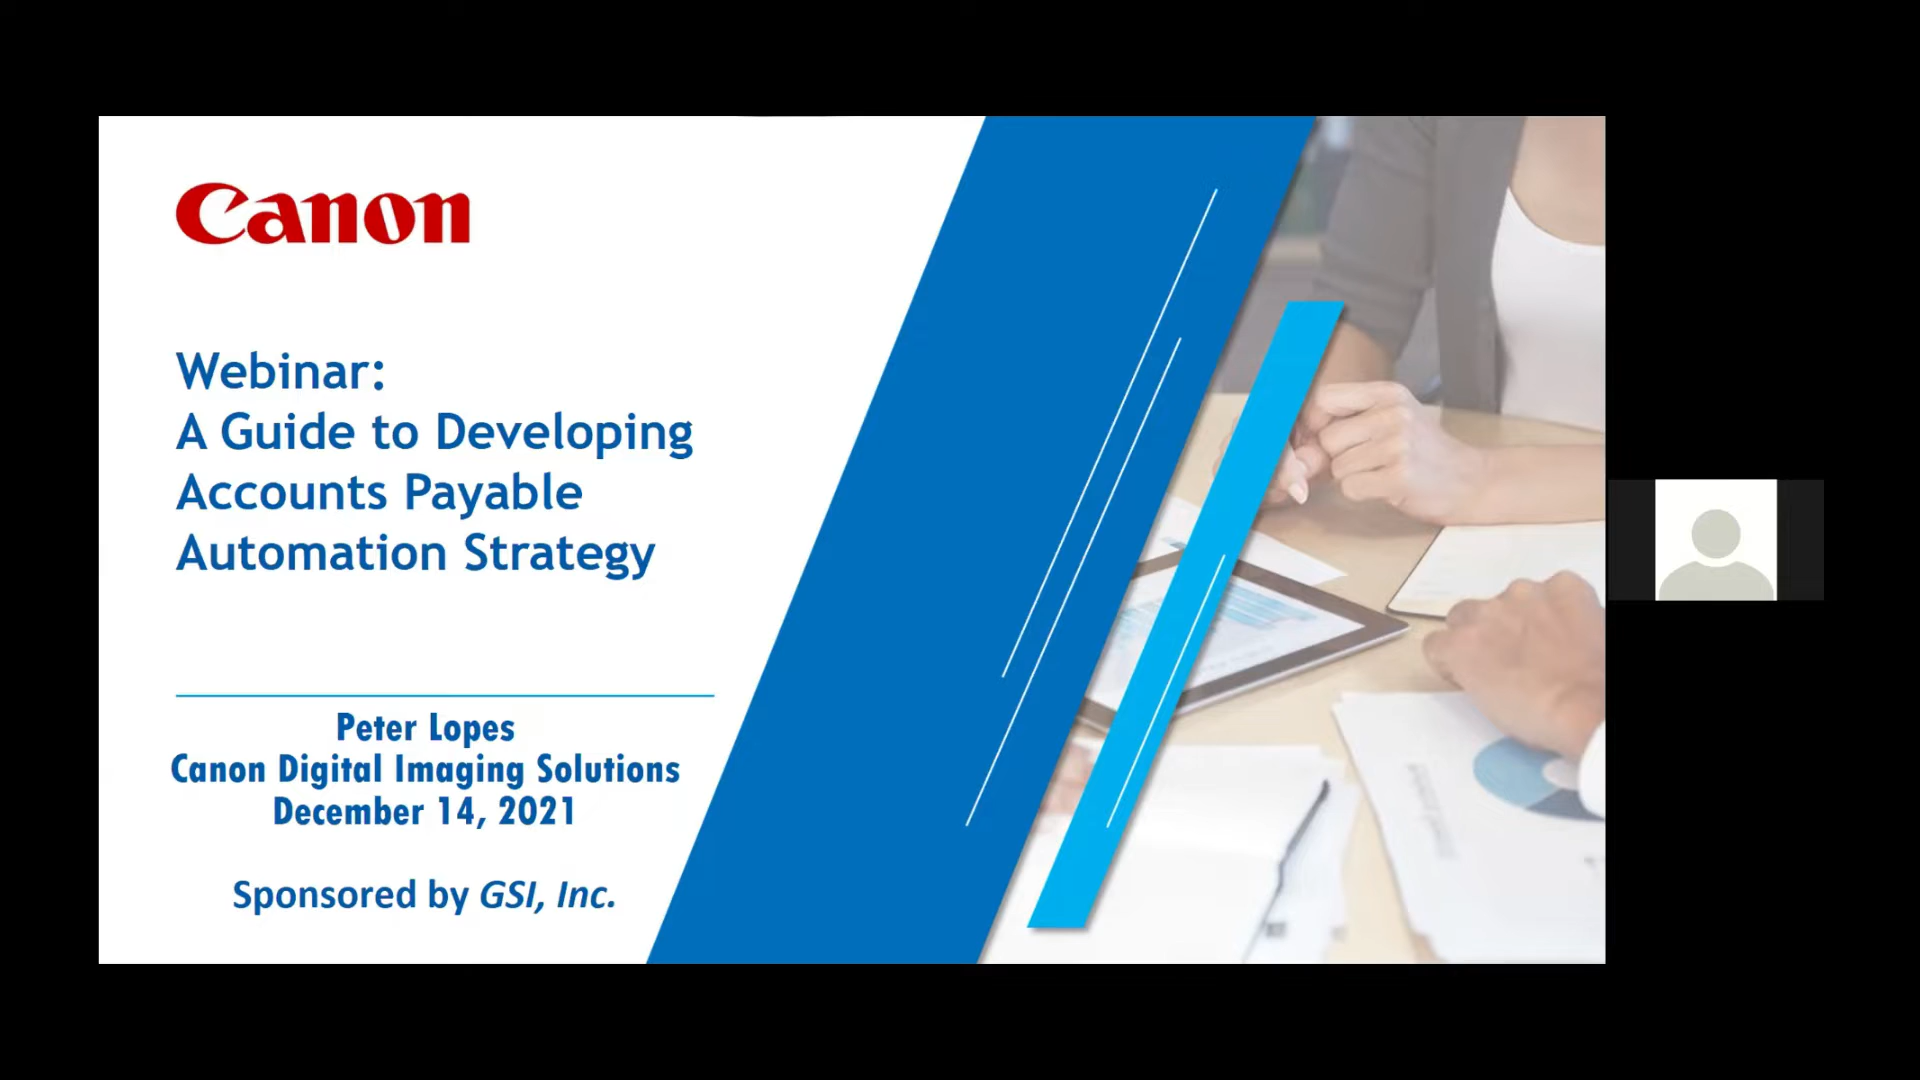 Canon
Webinar:
A Guide to Developing
Accounts Payable
Automation Strategy
Peter Lopes
Canon Digital Imaging Solutions
December 14, 2021
Sponsored by GSI, Inc.